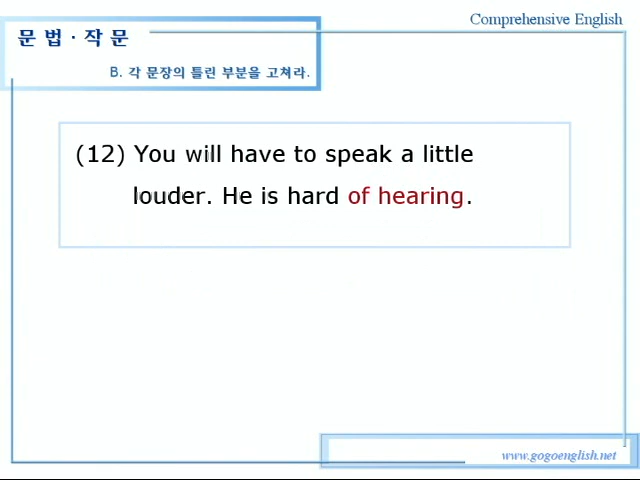 Comprehensive English
문 법 · 작 문
B. 각 문장의 틀린 부분을 고쳐라.
(12) You will have to speak a little
louder. He is hard of hearing.
www.gogoenglish.net